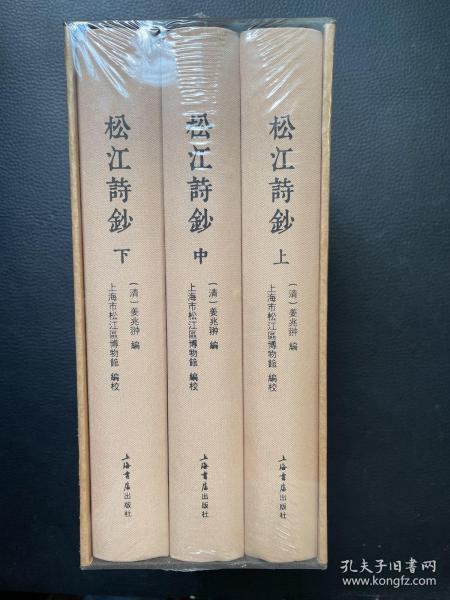 松江詩鈔 上
（清）姜兆翀 編
上海市松江區博物館 編校
上海書店出版社
松江詩鈔 中
（清）姜兆翀 編
上海市松江區博物館 編校
上海書店出版社
松江詩鈔 下
（清）姜兆翀 編
上海市松江區博物館 編校
上海書店出版社
孔夫子旧书网
www.kongfz.com